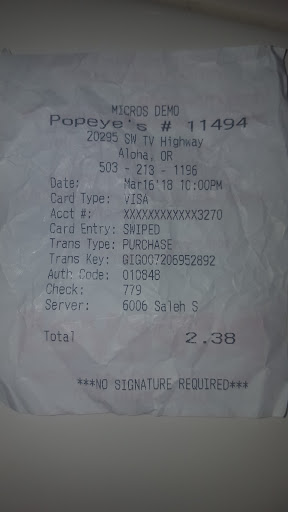 MICROS DEMO
Popeye's # 11494
20295 SW TV Highway
Aloha, OR
503 - 213 - 1196
Date: Mar16'18 10:00PM
Card Type: VISA
Acct #: XXXXXXXXXXXX3270
Card Entry: SWIPED
Trans Type: PURCHASE
Trans Key: GIG007206952892
Auth Code: 010848
Check: 779
Server: 6006 Saleh S
Total 2.38
***NO SIGNATURE REQUIRED***